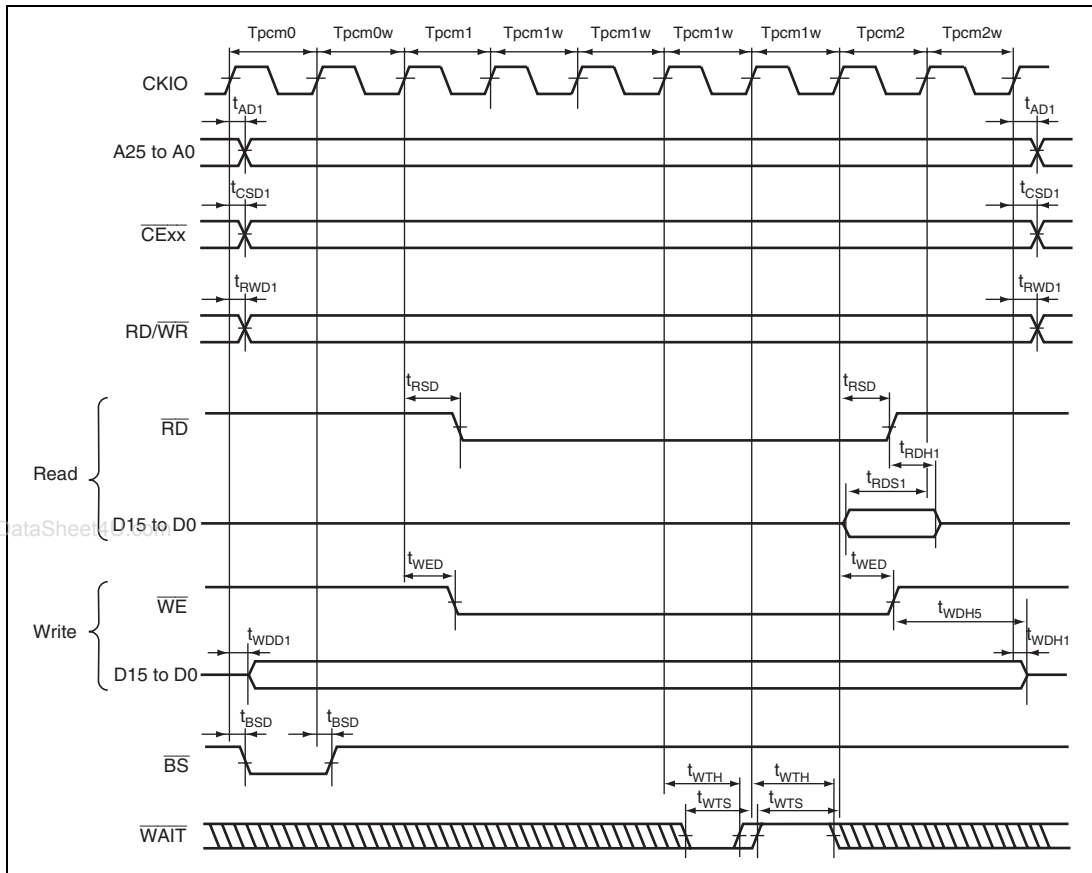 Tpcm0 Tpcm0w Tpcm1 Tpcm1w Tpcm1w Tpcm1w Tpcm1w Tpcm2 Tpcm2w
CKIO
tAD1 tAD1
A25 to A0
tCSD1 tCSD1
CExx
tRWD1 tRWD1
RD/WR
tRSD tRSD
RD
tRDH1
Read
tRDS1
D15 to D0
tWED tWED
WE
tWDH5
Write
tWDD1 tWDH1
D15 to D0
tBSD tBSD
BS
tWTH tWTH
tWTS tWTS
WAIT